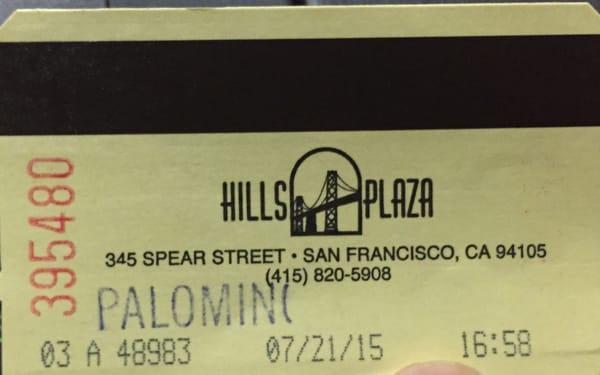 395480
HILLS PLAZA
345 SPEAR STREET • SAN FRANCISCO, CA 94105
(415) 820-5908
PALOMIN
03 A 48983 07/21/15 16:58